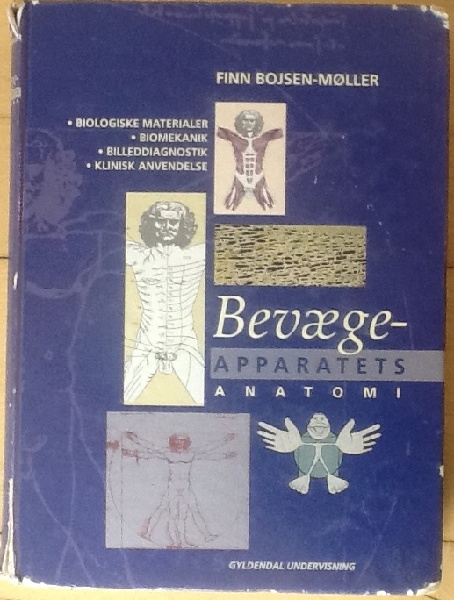 FINN BOJSEN-MØLLER
• BIOLOGISKE MATERIALER
• BIOMEKANIK
• BILLEDDIAGNOSTIK
• KLINISK ANVENDELSE
Bevæge-
APPARATETS
ANATOMI
GYLDENDAL UNDERVISNING